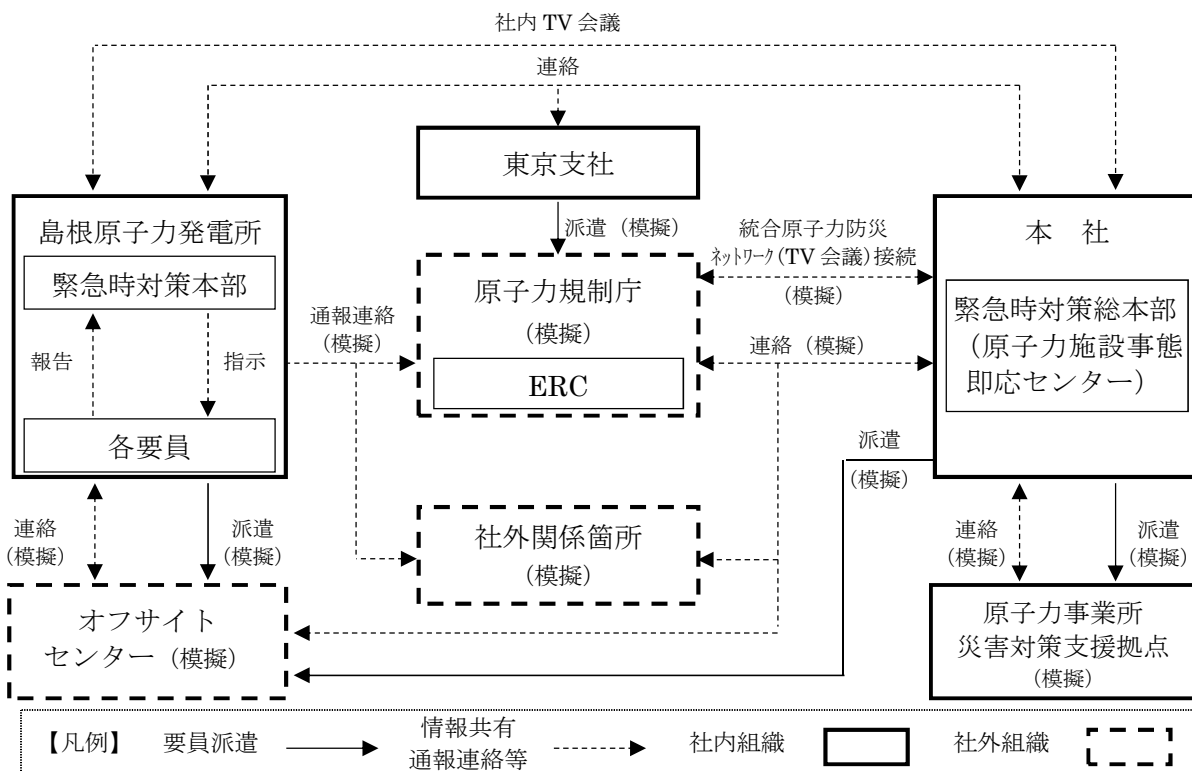 社内 TV 会議
連絡
東京支社
島根原子力発電所
緊急時対策本部
報告
指示
各要員
派遣（模擬）
原子力規制庁
（模擬）
ERC
統合原子力防災
ﾈｯﾄﾜｰｸ（TV 会議）接続
（模擬）
本　社
緊急時対策総本部
（原子力施設事態
即応センター）
通報連絡
（模擬）
連絡（模擬）
派遣
（模擬）
社外関係箇所
（模擬）
連絡
（模擬）
派遣
（模擬）
連絡
（模擬）
派遣
（模擬）
オフサイト
センター（模擬）
原子力事業所
災害対策支援拠点
（模擬）
【凡例】　要員派遣
情報共有
通報連絡等
社内組織
社外組織